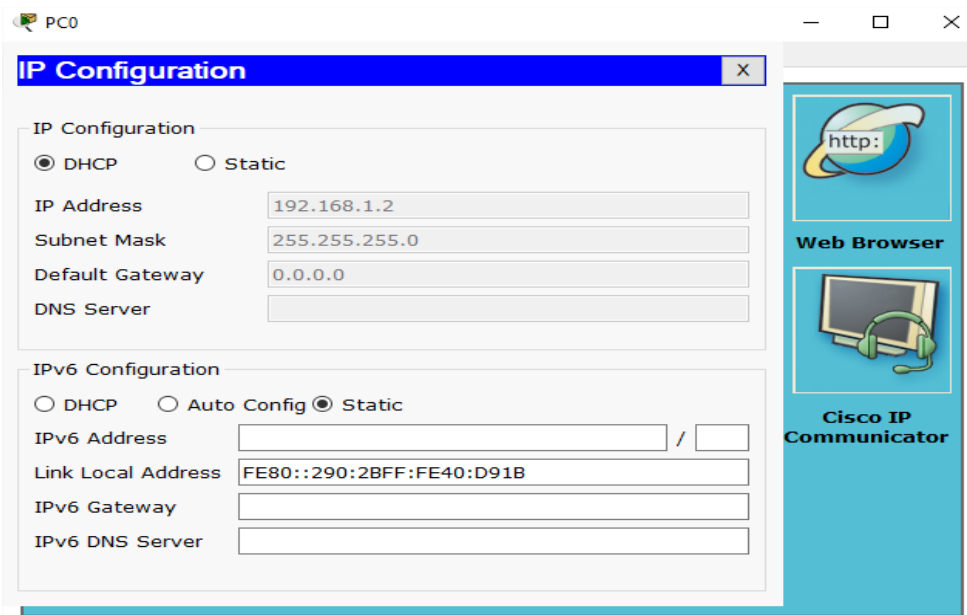 PC0
IP Configuration X
IP Configuration
DHCP Static
IP Address 192.168.1.2
Subnet Mask 255.255.255.0
Default Gateway 0.0.0.0
DNS Server
IPv6 Configuration
DHCP Auto Config Static
IPv6 Address /
Link Local Address FE80::290:2BFF:FE40:D91B
IPv6 Gateway
IPv6 DNS Server
http:
Web Browser
Cisco IP
Communicator